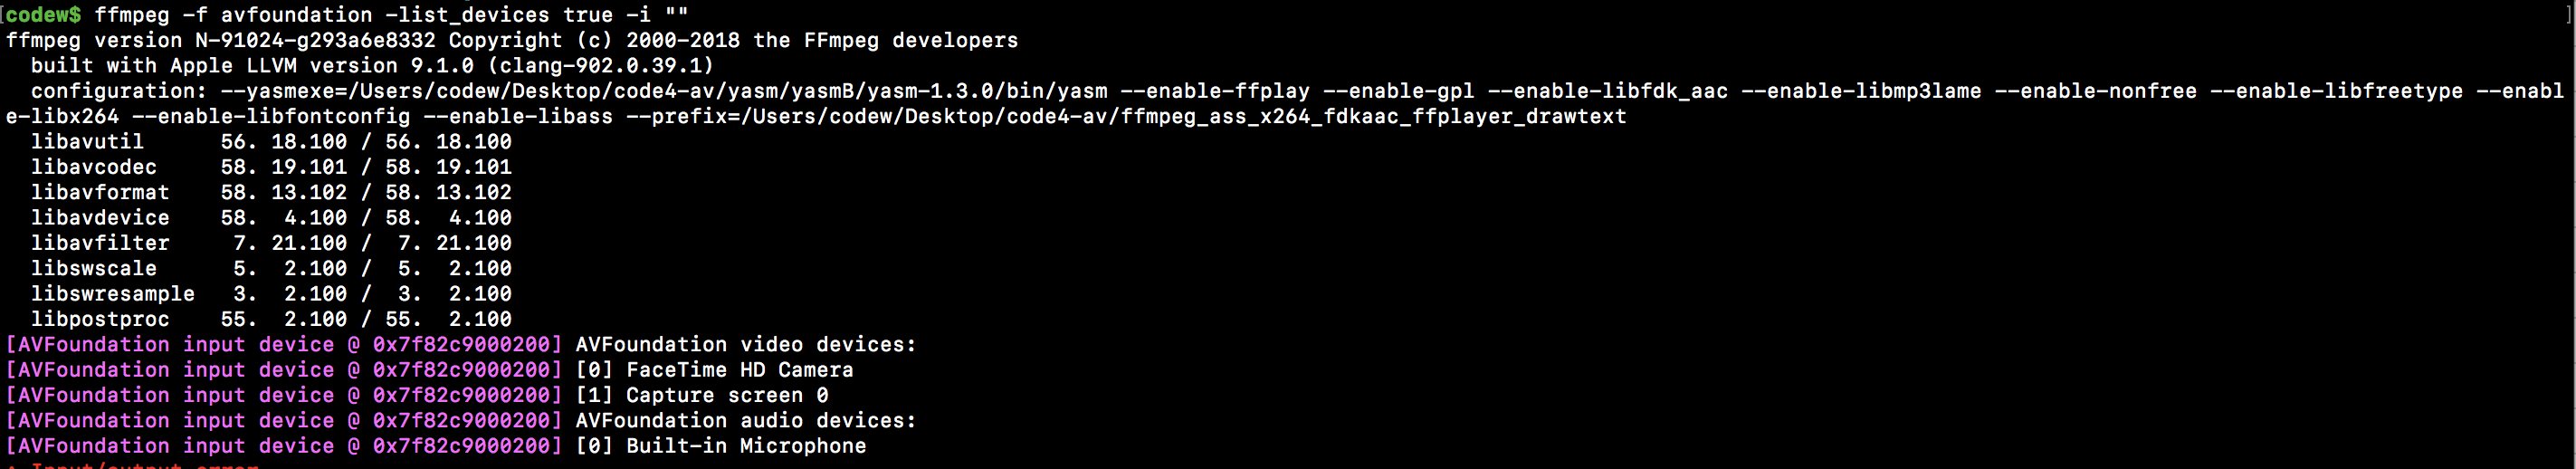 [codew$ ffmpeg -f avfoundation -list_devices true -i "" ]
ffmpeg version N-91024-g293a6e8332 Copyright (c) 2000-2018 the FFmpeg developers
  built with Apple LLVM version 9.1.0 (clang-902.0.39.1)
  configuration: --yasmexe=/Users/codew/Desktop/code4-av/yasm/yasmB/yasm-1.3.0/bin/yasm --enable-ffplay --enable-gpl --enable-libfdk_aac --enable-libmp3lame --enable-nonfree --enable-libfreetype --enabl
e-libx264 --enable-libfontconfig --enable-libass --prefix=/Users/codew/Desktop/code4-av/ffmpeg_ass_x264_fdkaac_ffplayer_drawtext
  libavutil      56. 18.100 / 56. 18.100
  libavcodec     58. 19.101 / 58. 19.101
  libavformat    58. 13.102 / 58. 13.102
  libavdevice    58.  4.100 / 58.  4.100
  libavfilter     7. 21.100 /  7. 21.100
  libswscale      5.  2.100 /  5.  2.100
  libswresample   3.  2.100 /  3.  2.100
  libpostproc    55.  2.100 / 55.  2.100
[AVFoundation input device @ 0x7f82c9000200] AVFoundation video devices:
[AVFoundation input device @ 0x7f82c9000200] [0] FaceTime HD Camera
[AVFoundation input device @ 0x7f82c9000200] [1] Capture screen 0
[AVFoundation input device @ 0x7f82c9000200] AVFoundation audio devices:
[AVFoundation input device @ 0x7f82c9000200] [0] Built-in Microphone
: Input/output error